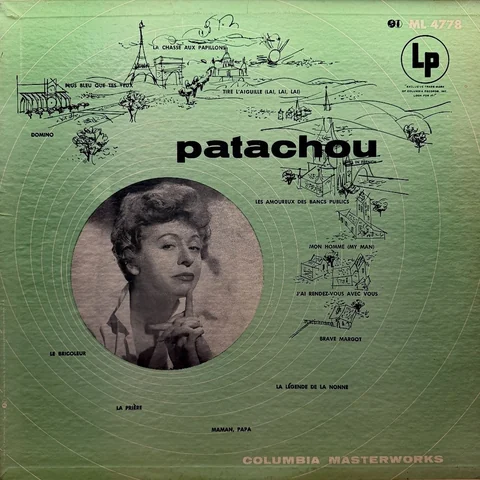 ML 4778
LP
LA CHASSE AUX PAPILLONS
PLUS BLEU QUE TES YEUX
TIRE L'AIGUILLE (LAI, LAI, LAI)
DOMINO
patachou
LES AMOUREUX DES BANCS PUBLICS
MON HOMME (MY MAN)
J'AI RENDEZ-VOUS AVEC VOUS
BRAVE MARGOT
LE BRICOLEUR
LA LÉGENDE DE LA NONNE
LA PRIÈRE
MAMAN, PAPA
COLUMBIA MASTERWORKS